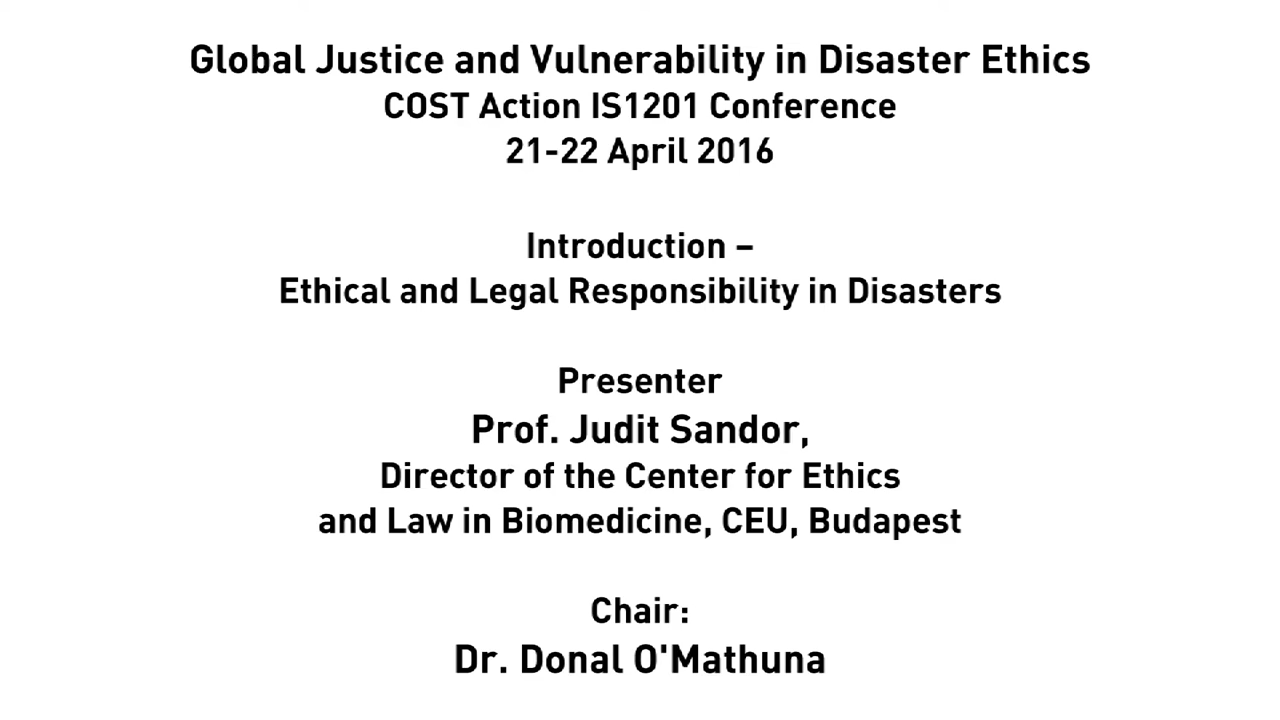 Global Justice and Vulnerability in Disaster Ethics
COST Action IS1201 Conference
21-22 April 2016
Introduction –
Ethical and Legal Responsibility in Disasters
Presenter
Prof. Judit Sandor,
Director of the Center for Ethics
and Law in Biomedicine, CEU, Budapest
Chair:
Dr. Donal O'Mathuna